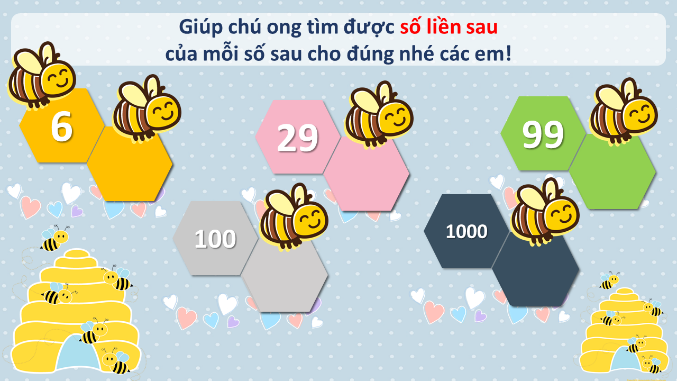 Giúp chú ong tìm được số liền sau
của mỗi số sau cho đúng nhé các em!
6
29
99
100
1000